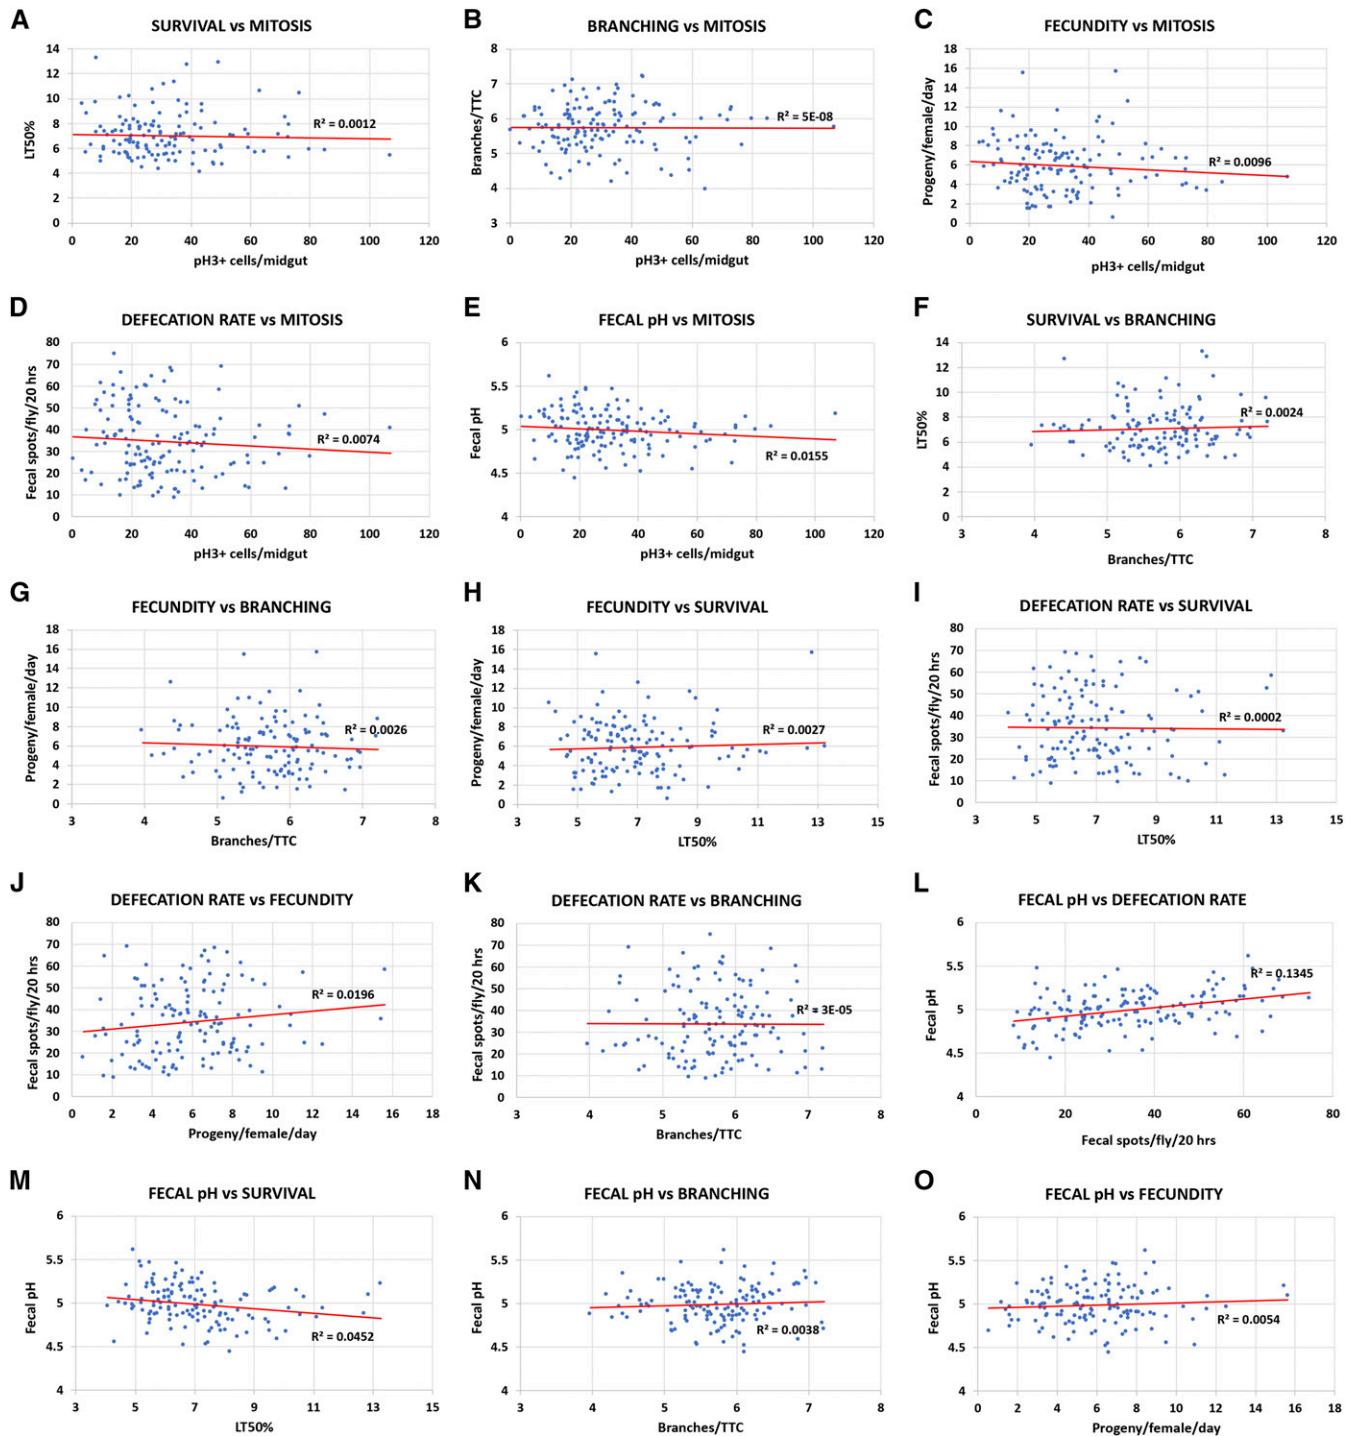 A
SURVIVAL vs MITOSIS
14
12
10
8
6
4
2
0
LT50%
R² = 0.0012
0 20 40 60 80 100 120
pH3+ cells/midgut
B
BRANCHING vs MITOSIS
8
7
6
5
4
3
Branches/TTC
R² = 5E-08
0 20 40 60 80 100 120
pH3+ cells/midgut
C
FECUNDITY vs MITOSIS
18
16
14
12
10
8
6
4
2
0
Progeny/female/day
R² = 0.0096
0 20 40 60 80 100 120
pH3+ cells/midgut
D
DEFECATION RATE vs MITOSIS
80
70
60
50
40
30
20
10
0
Fecal spots/fly/20 hrs
R² = 0.0074
0 20 40 60 80 100 120
pH3+ cells/midgut
E
FECAL pH vs MITOSIS
6
5.5
5
4.5
4
Fecal pH
R² = 0.0155
0 20 40 60 80 100 120
pH3+ cells/midgut
F
SURVIVAL vs BRANCHING
14
12
10
8
6
4
2
0
LT50%
R² = 0.0024
3 4 5 6 7 8
Branches/TTC
G
FECUNDITY vs BRANCHING
18
16
14
12
10
8
6
4
2
0
Progeny/female/day
R² = 0.0026
3 4 5 6 7 8
Branches/TTC
H
FECUNDITY vs SURVIVAL
18
16
14
12
10
8
6
4
2
0
Progeny/female/day
R² = 0.0027
3 5 7 9 11 13 15
LT50%
I
DEFECATION RATE vs SURVIVAL
80
70
60
50
40
30
20
10
0
Fecal spots/fly/20 hrs
R² = 0.0002
3 5 7 9 11 13 15
LT50%
J
DEFECATION RATE vs FECUNDITY
80
70
60
50
40
30
20
10
0
Fecal spots/fly/20 hrs
R² = 0.0196
0 2 4 6 8 10 12 14 16 18
Progeny/female/day
K
DEFECATION RATE vs BRANCHING
80
70
60
50
40
30
20
10
0
Fecal spots/fly/20 hrs
R² = 3E-05
3 4 5 6 7 8
Branches/TTC
L
FECAL pH vs DEFECATION RATE
6
5.5
5
4.5
4
Fecal pH
R² = 0.1345
0 20 40 60 80
Fecal spots/fly/20 hrs
M
FECAL pH vs SURVIVAL
6
5.5
5
4.5
4
Fecal pH
R² = 0.0452
3 5 7 9 11 13 15
LT50%
N
FECAL pH vs BRANCHING
6
5.5
5
4.5
4
Fecal pH
R² = 0.0038
3 4 5 6 7 8
Branches/TTC
O
FECAL pH vs FECUNDITY
6
5.5
5
4.5
4
Fecal pH
R² = 0.0054
0 2 4 6 8 10 12 14 16 18
Progeny/female/day